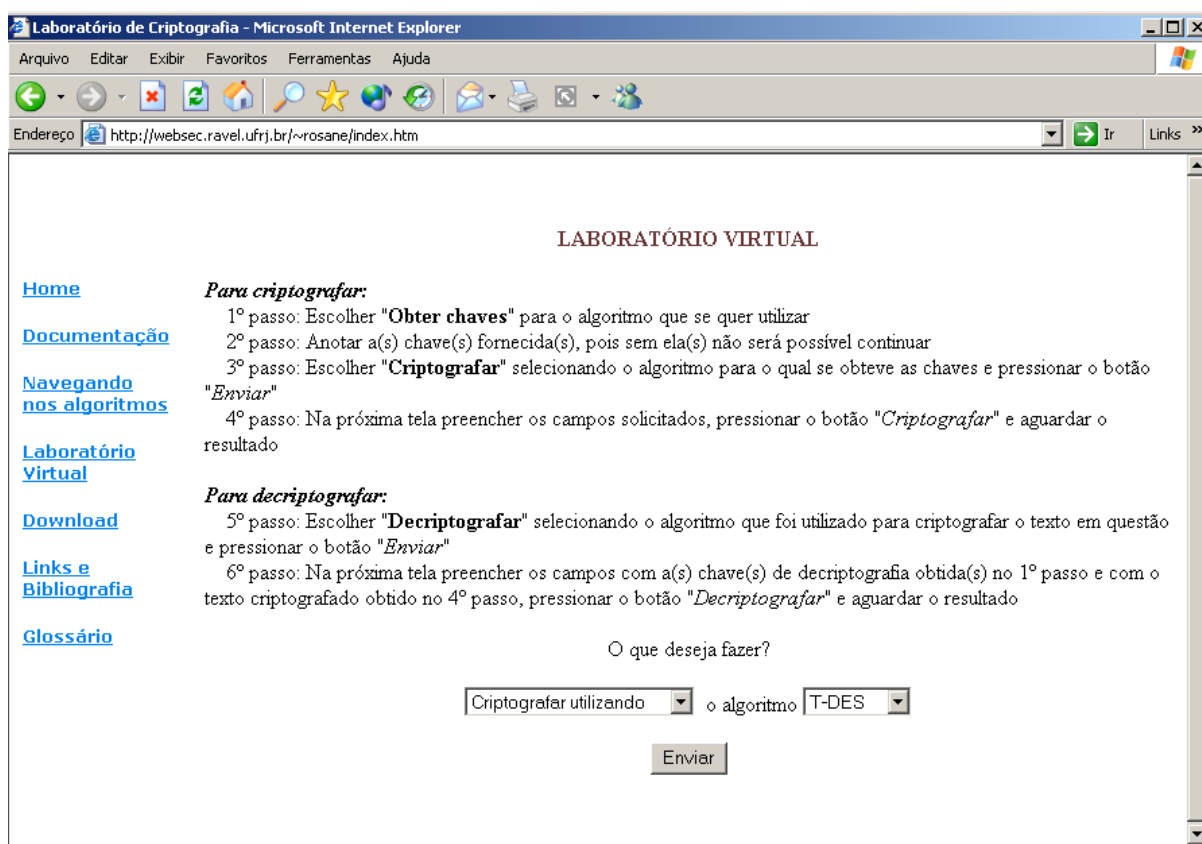 Laboratório de Criptografia - Microsoft Internet Explorer
Arquivo Editar Exibir Favoritos Ferramentas Ajuda
Endereço http://websec.ravel.ufrj.br/~rosane/index.htm Ir Links »
LABORATÓRIO VIRTUAL
Home
Documentação
Navegando
nos algoritmos
Laboratório
Virtual
Download
Links e
Bibliografia
Glossário
Para criptografar:
1º passo: Escolher "Obter chaves" para o algoritmo que se quer utilizar
2º passo: Anotar a(s) chave(s) fornecida(s), pois sem ela(s) não será possível continuar
3º passo: Escolher "Criptografar" selecionando o algoritmo para o qual se obteve as chaves e pressionar o botão
"Enviar"
4º passo: Na próxima tela preencher os campos solicitados, pressionar o botão "Criptografar" e aguardar o
resultado
Para decriptografar:
5º passo: Escolher "Decriptografar" selecionando o algoritmo que foi utilizado para criptografar o texto em questão
e pressionar o botão "Enviar"
6º passo: Na próxima tela preencher os campos com a(s) chave(s) de decriptografia obtida(s) no 1º passo e com o
texto criptografado obtido no 4º passo, pressionar o botão "Decriptografar" e aguardar o resultado
O que deseja fazer?
Criptografar utilizando o algoritmo T-DES
Enviar